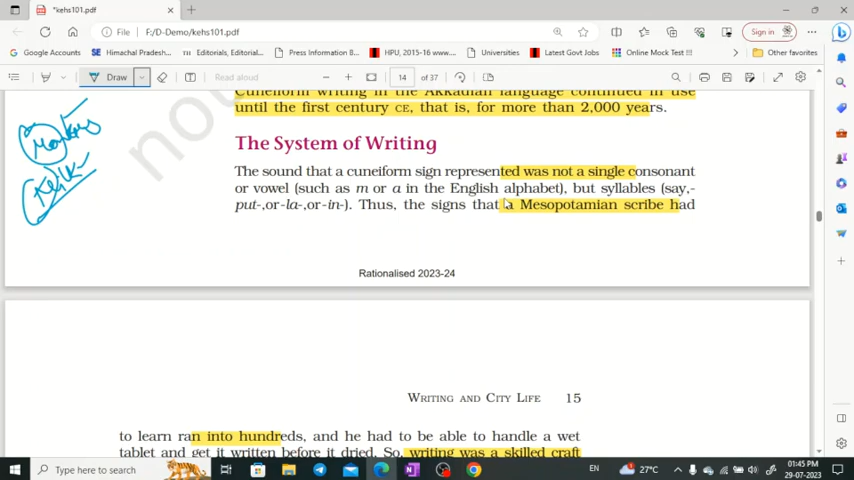 *kehs101.pdf
File F:/D-Demo/kehs101.pdf
Sign in
Google Accounts
Himachal Pradesh...
Editorials, Editorial...
Press Information B...
HPU, 2015-16 www....
Universities
Latest Govt Jobs
Online Mock Test !!!
Other favorites
Draw
Read aloud
14 of 37
Cuneiform writing in the Akkadian language continued in use
until the first century CE, that is, for more than 2,000 years.
The System of Writing
The sound that a cuneiform sign represented was not a single consonant
or vowel (such as m or a in the English alphabet), but syllables (say,-
put-,or-la-,or-in-). Thus, the signs that a Mesopotamian scribe had
Rationalised 2023-24
WRITING AND CITY LIFE 15
to learn ran into hundreds, and he had to be able to handle a wet
tablet and get it written before it dried. So, writing was a skilled craft
Type here to search
EN
27°C
01:45 PM
29-07-2023